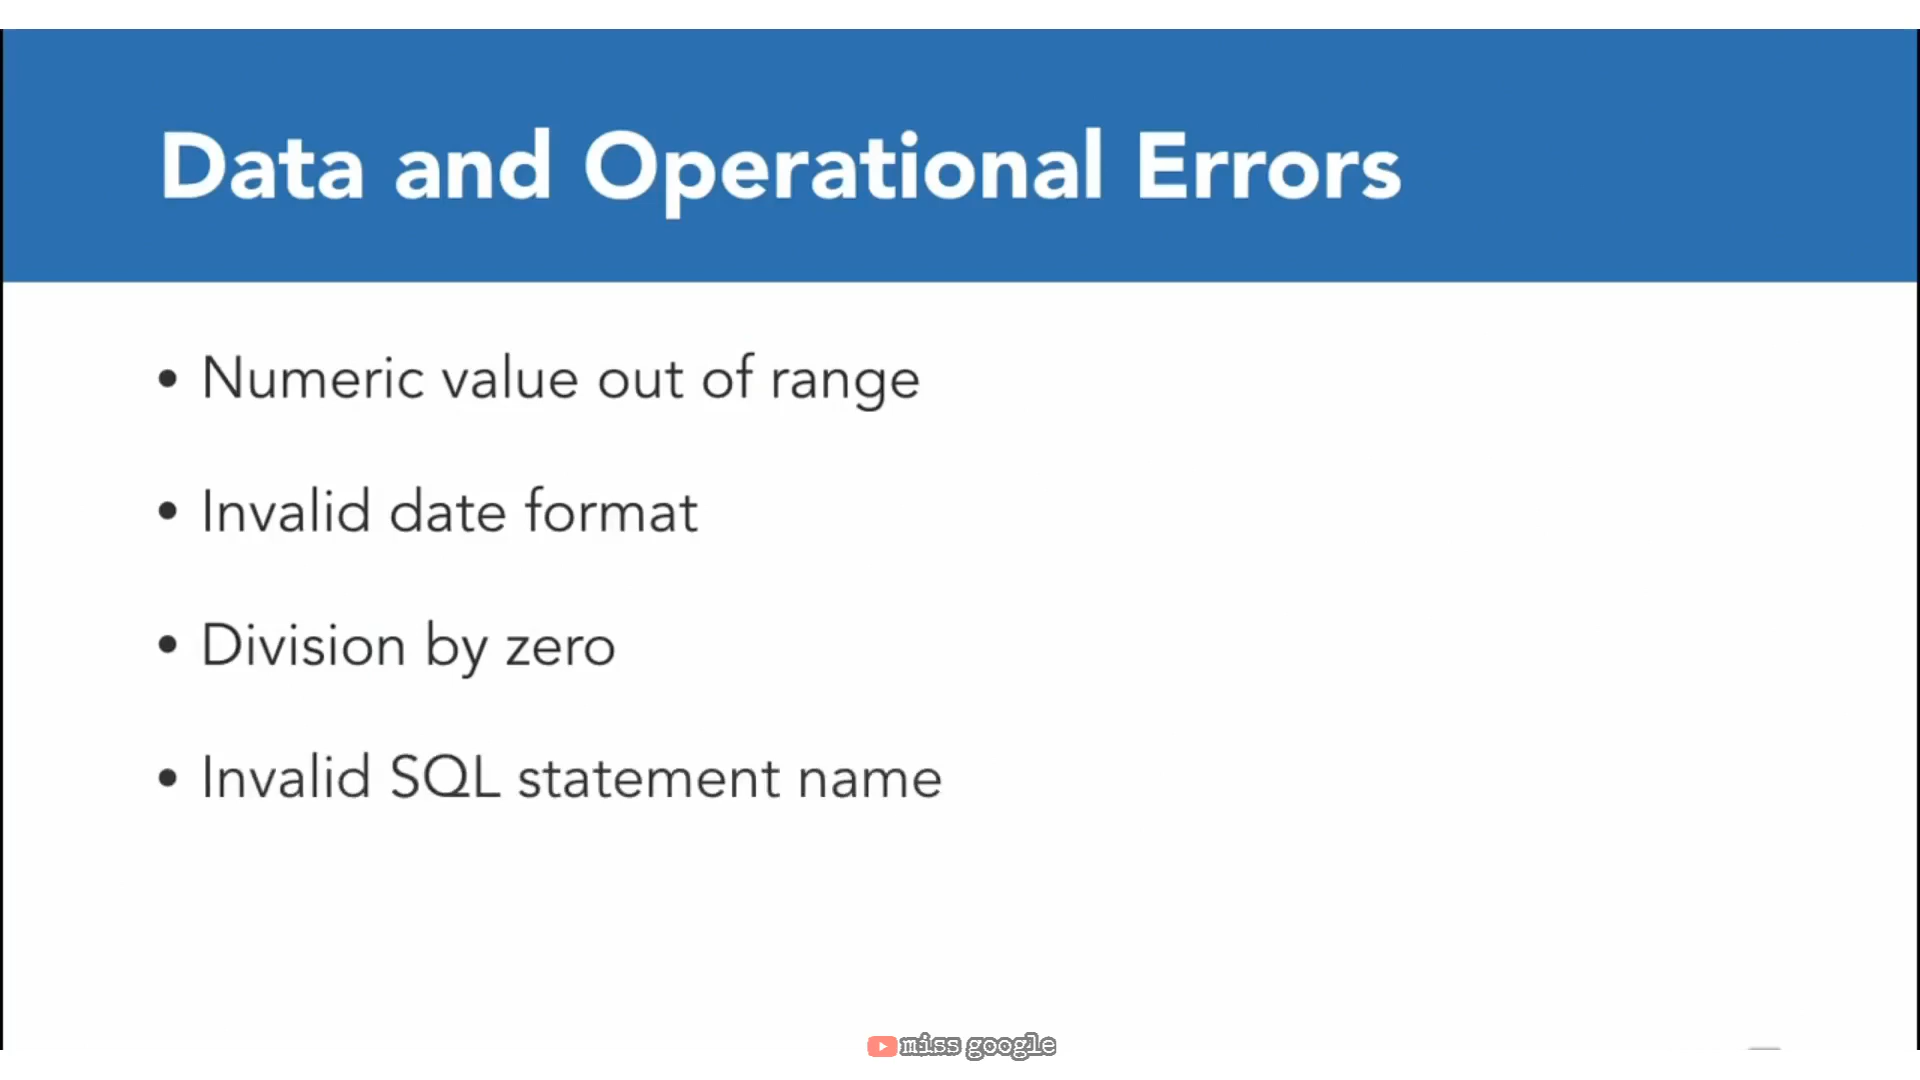 Data and Operational Errors
• Numeric value out of range
• Invalid date format
• Division by zero
• Invalid SQL statement name
miss google